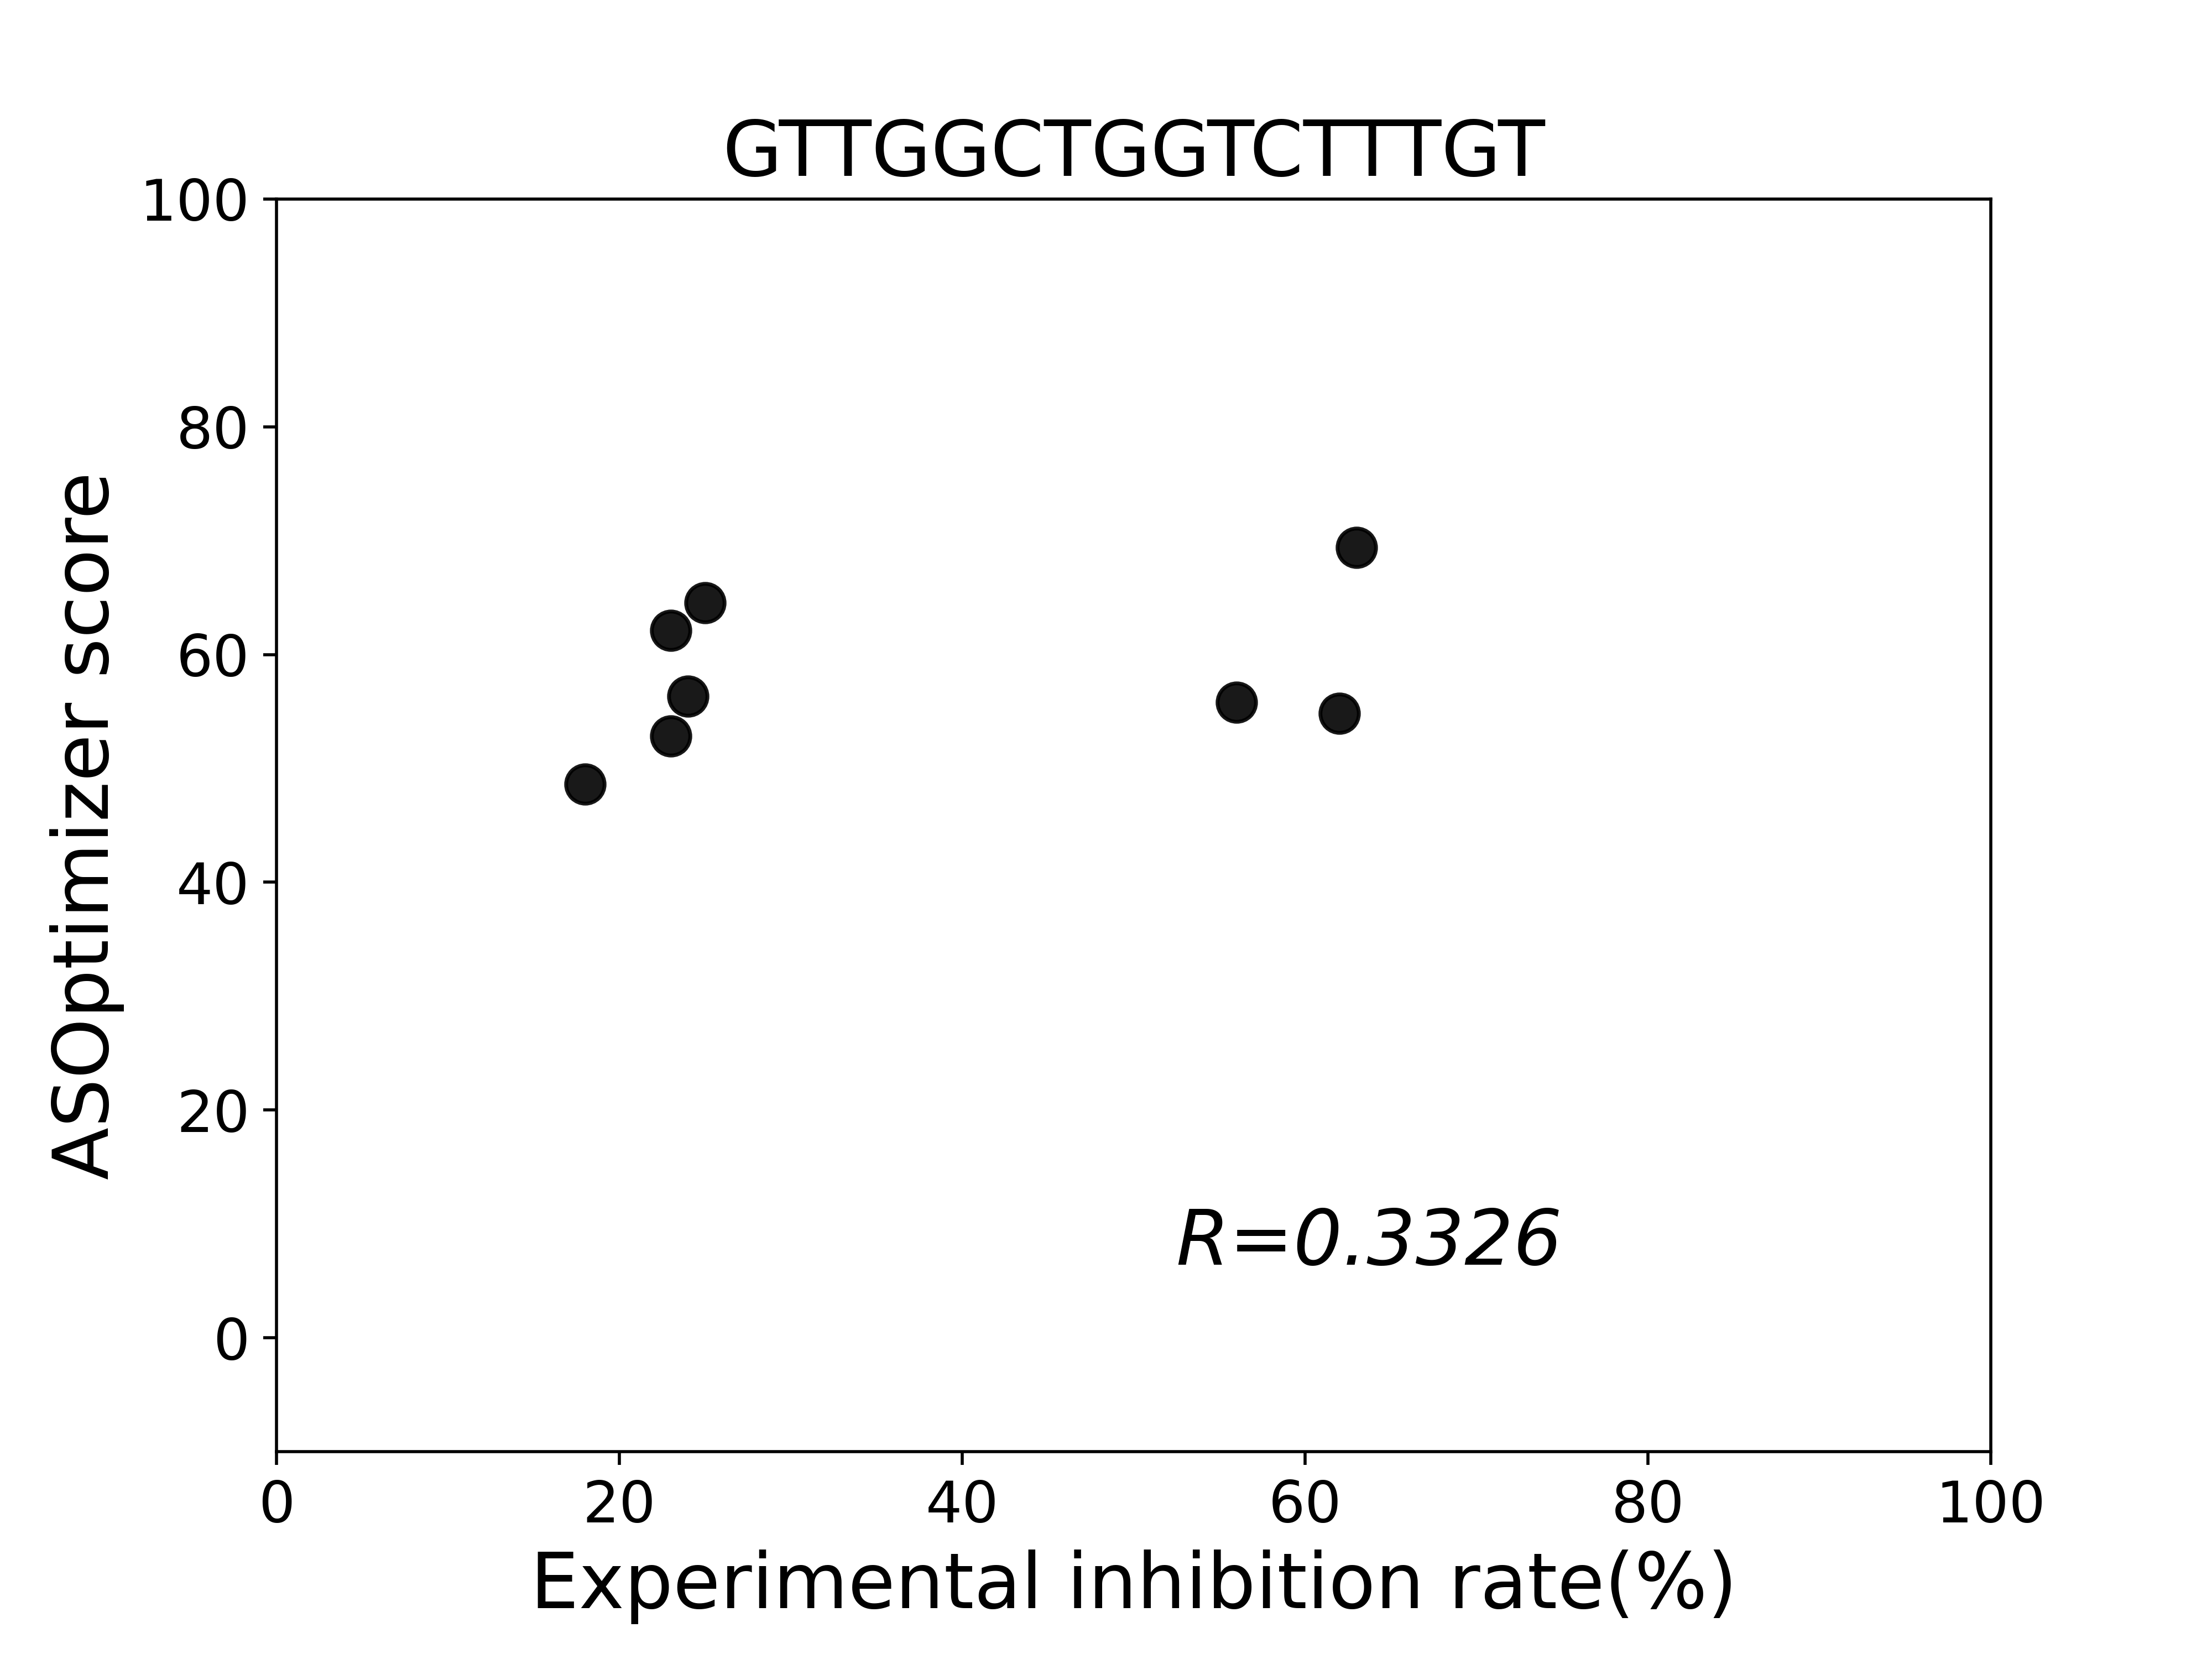 GTTGGCTGGTCTTTGT
100
80
60
40
20
0
ASOptimizer score
R=0.3326
0 20 40 60 80 100
Experimental inhibition rate(%)